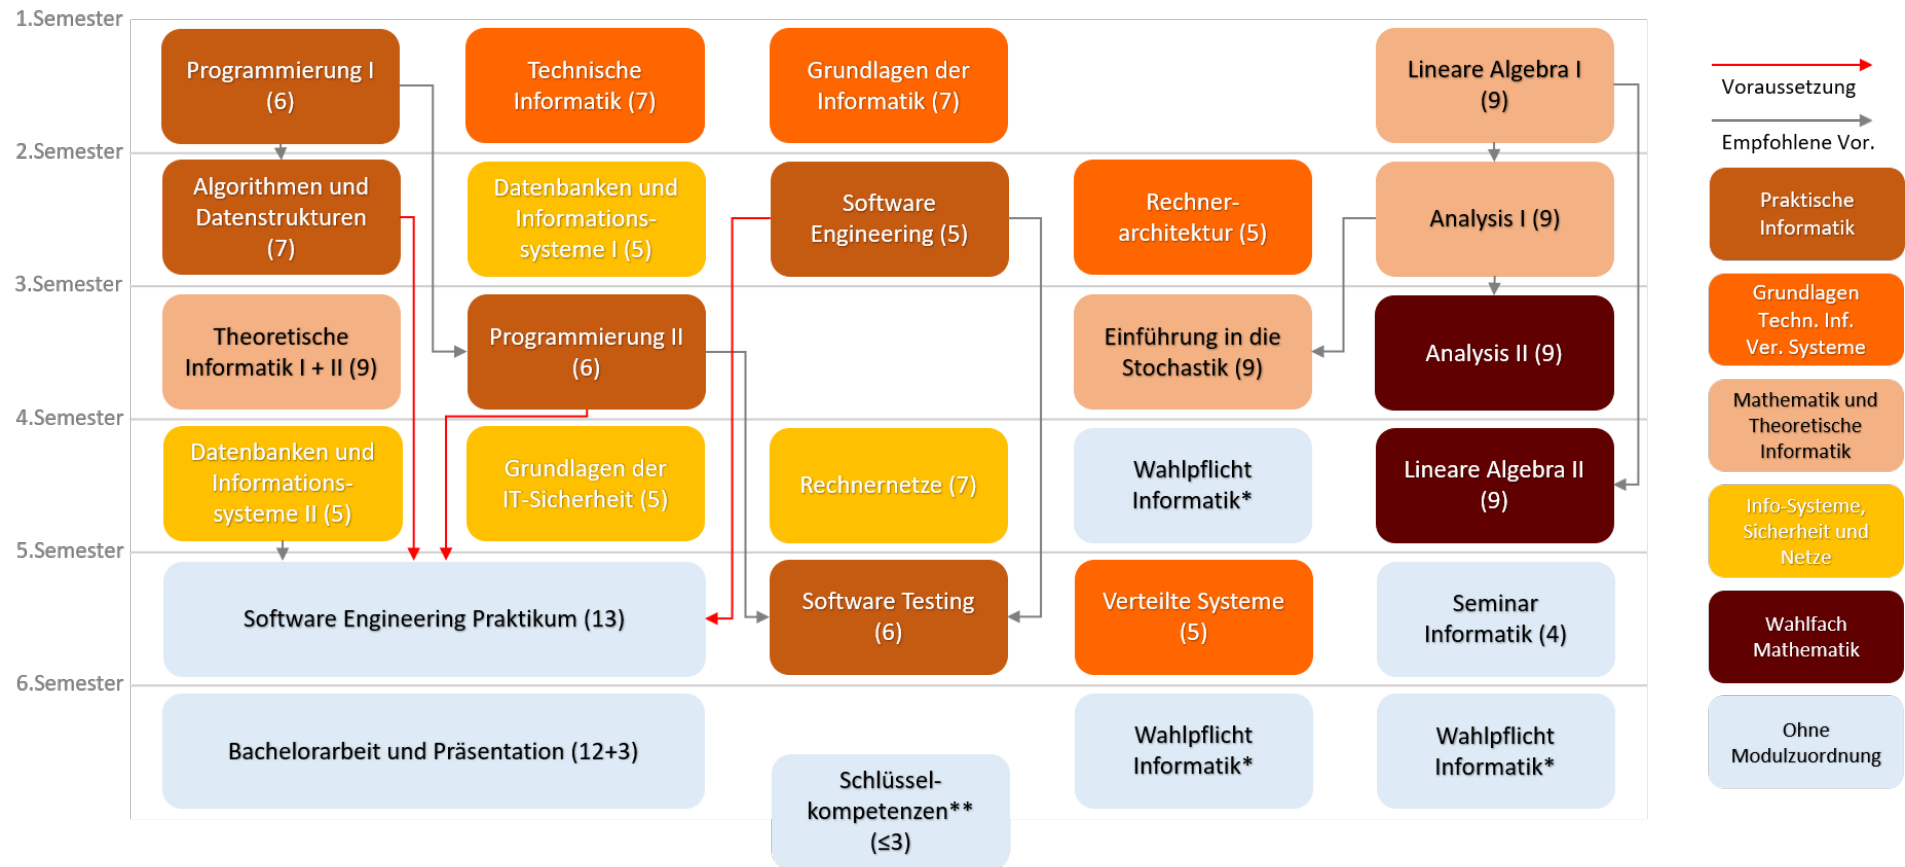 1.Semester
Programmierung I
(6)
Technische
Informatik (7)
Grundlagen der
Informatik (7)
Lineare Algebra I
(9)
2.Semester
Algorithmen und
Datenstrukturen
(7)
Datenbanken und
Informations-
systeme I (5)
Software
Engineering (5)
Rechner-
architektur (5)
Analysis I (9)
3.Semester
Theoretische
Informatik I + II (9)
Programmierung II
(6)
Einführung in die
Stochastik (9)
Analysis II (9)
4.Semester
Datenbanken und
Informations-
systeme II (5)
Grundlagen der
IT-Sicherheit (5)
Rechnernetze (7)
Wahlpflicht
Informatik*
Lineare Algebra II
(9)
5.Semester
Software Engineering Praktikum (13)
Software Testing
(6)
Verteilte Systeme
(5)
Seminar
Informatik (4)
6.Semester
Bachelorarbeit und Präsentation (12+3)
Schlüssel-
kompetenzen**
(≤3)
Wahlpflicht
Informatik*
Wahlpflicht
Informatik*
Voraussetzung
Empfohlene Vor.
Praktische
Informatik
Grundlagen
Techn. Inf.
Ver. Systeme
Mathematik und
Theoretische
Informatik
Info-Systeme,
Sicherheit und
Netze
Wahlfach
Mathematik
Ohne
Modulzuordnung